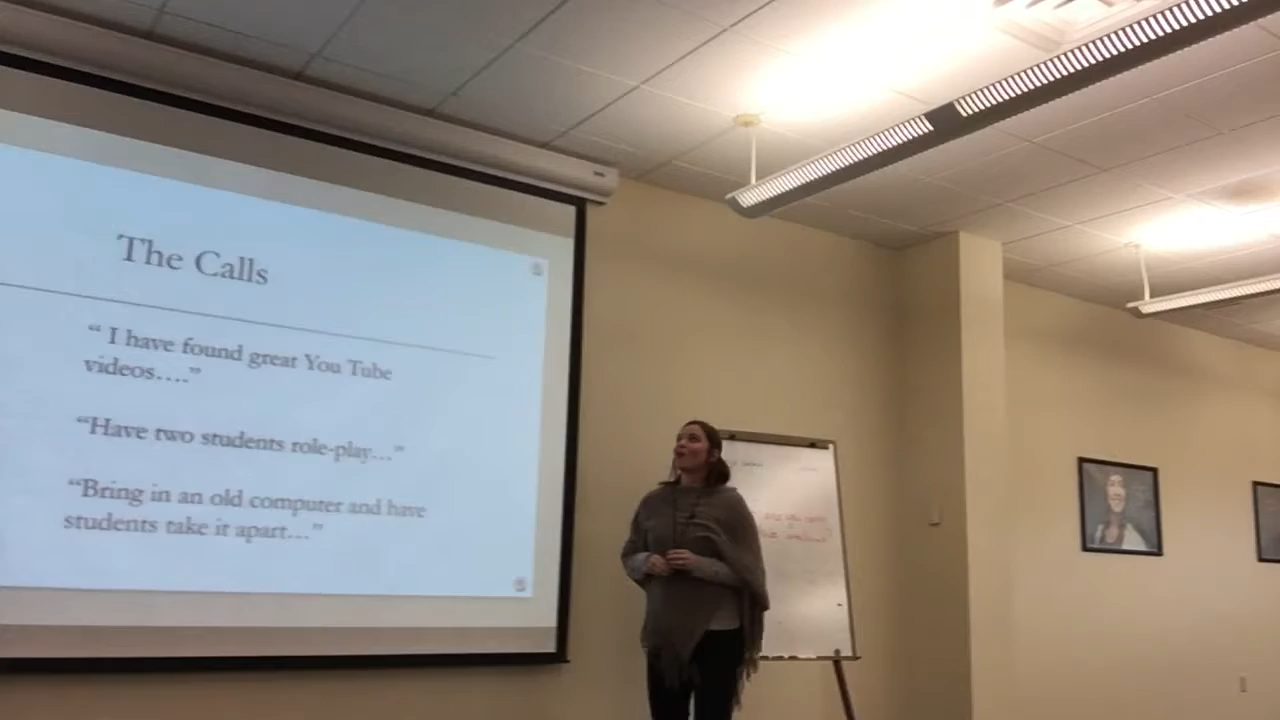 The Calls
“ I have found great You Tube
videos….”
“Have two students role-play…”
“Bring in an old computer and have
students take it apart…”